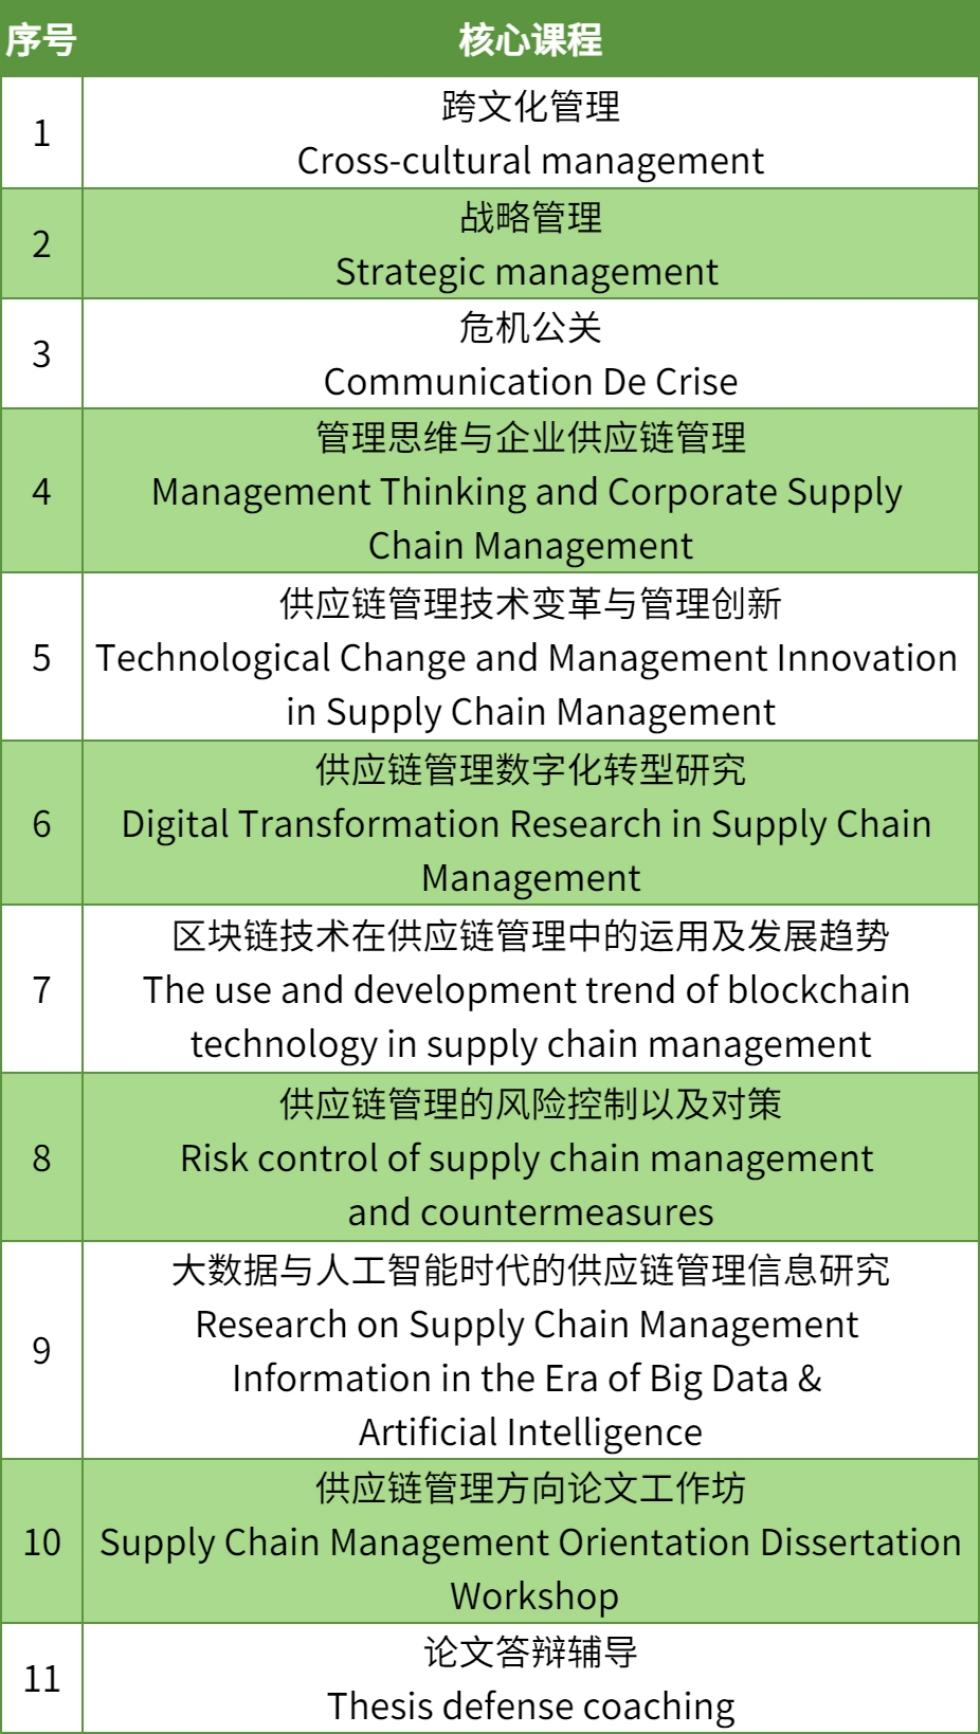 序号 核心课程
1
跨文化管理
Cross-cultural management
2
战略管理
Strategic management
3
危机公关
Communication De Crise
4
管理思维与企业供应链管理
Management Thinking and Corporate Supply
Chain Management
5
供应链管理技术变革与管理创新
Technological Change and Management Innovation
in Supply Chain Management
6
供应链管理数字化转型研究
Digital Transformation Research in Supply Chain
Management
7
区块链技术在供应链管理中的运用及发展趋势
The use and development trend of blockchain
technology in supply chain management
8
供应链管理的风险控制以及对策
Risk control of supply chain management
and countermeasures
9
大数据与人工智能时代的供应链管理信息研究
Research on Supply Chain Management
Information in the Era of Big Data &
Artificial Intelligence
10
供应链管理方向论文工作坊
Supply Chain Management Orientation Dissertation
Workshop
11
论文答辩辅导
Thesis defense coaching